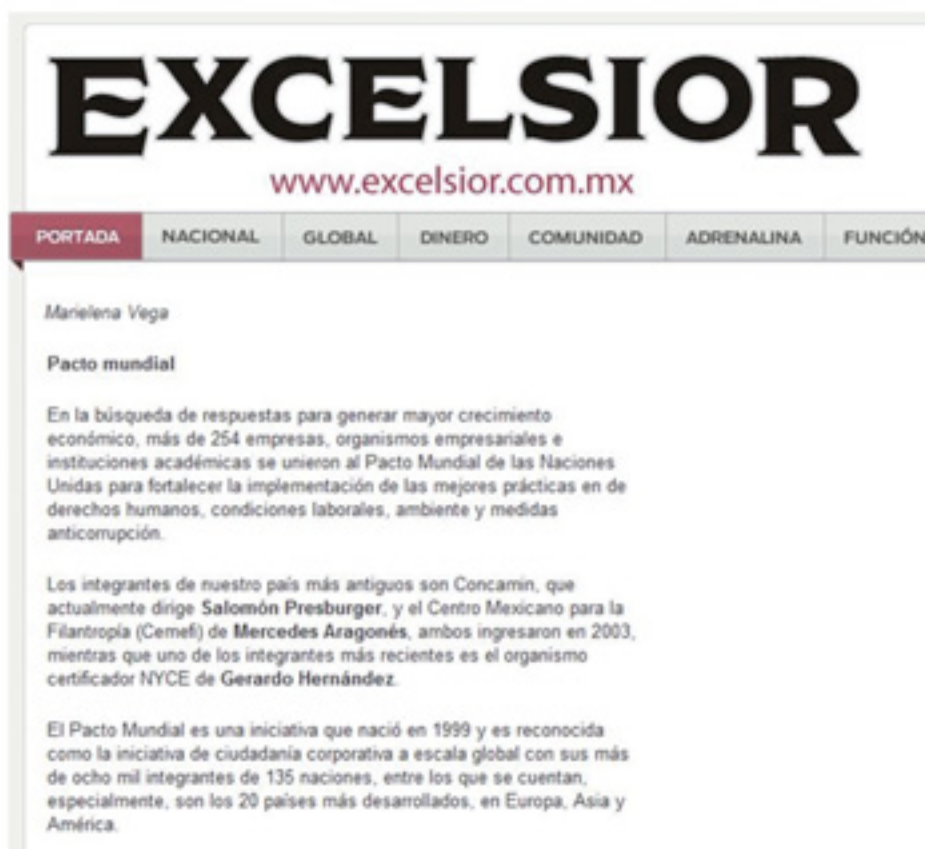 EXCELSIOR
www.excelsior.com.mx
PORTADA NACIONAL GLOBAL DINERO COMUNIDAD ADRENALINA FUNCIÓN
Marielena Vega
Pacto mundial
En la búsqueda de respuestas para generar mayor crecimiento
económico, más de 254 empresas, organismos empresariales e
instituciones académicas se unieron al Pacto Mundial de las Naciones
Unidas para fortalecer la implementación de las mejores prácticas en de
derechos humanos, condiciones laborales, ambiente y medidas
anticorrupción.
Los integrantes de nuestro país más antiguos son Concamin, que
actualmente dirige Salomón Presburger, y el Centro Mexicano para la
Filantropía (Cemefi) de Mercedes Aragonés, ambos ingresaron en 2003,
mientras que uno de los integrantes más recientes es el organismo
certificador NYCE de Gerardo Hernández.
El Pacto Mundial es una iniciativa que nació en 1999 y es reconocida
como la iniciativa de ciudadanía corporativa a escala global con sus más
de ocho mil integrantes de 135 naciones, entre los que se cuentan,
especialmente, son los 20 países más desarrollados, en Europa, Asia y
América.